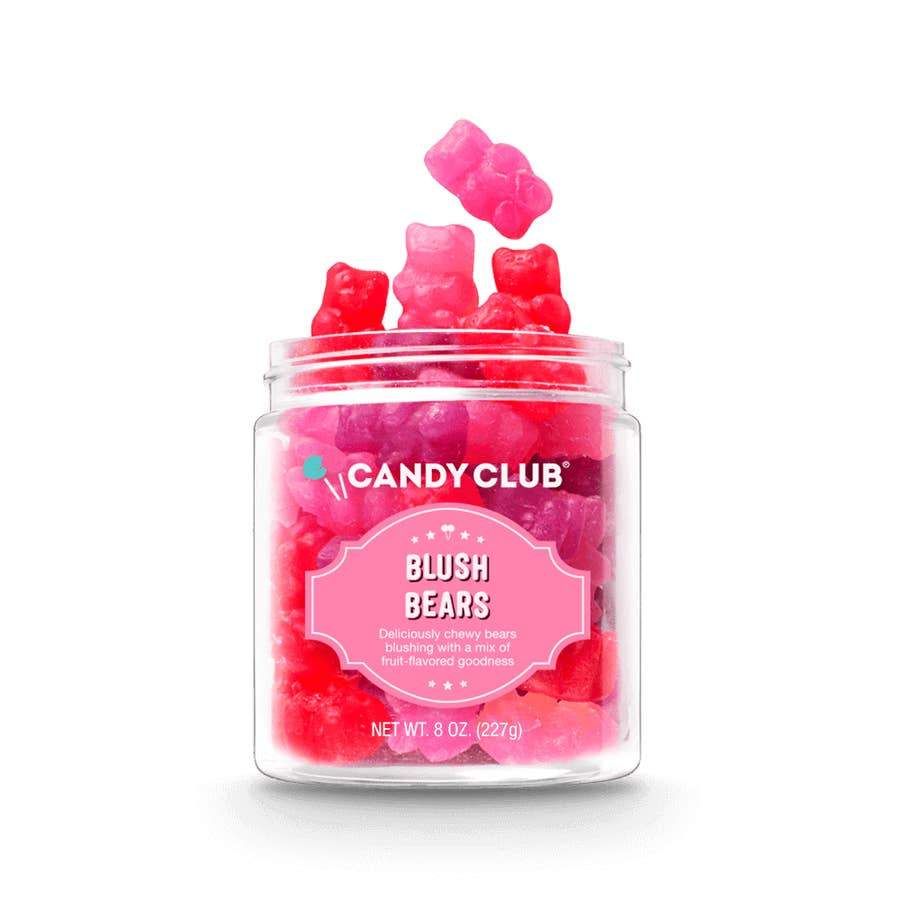 CANDY CLUB®
BLUSH
BEARS
Deliciously chewy bears
blushing with a mix of
fruit-flavored goodness
NET WT. 8 OZ. (227g)